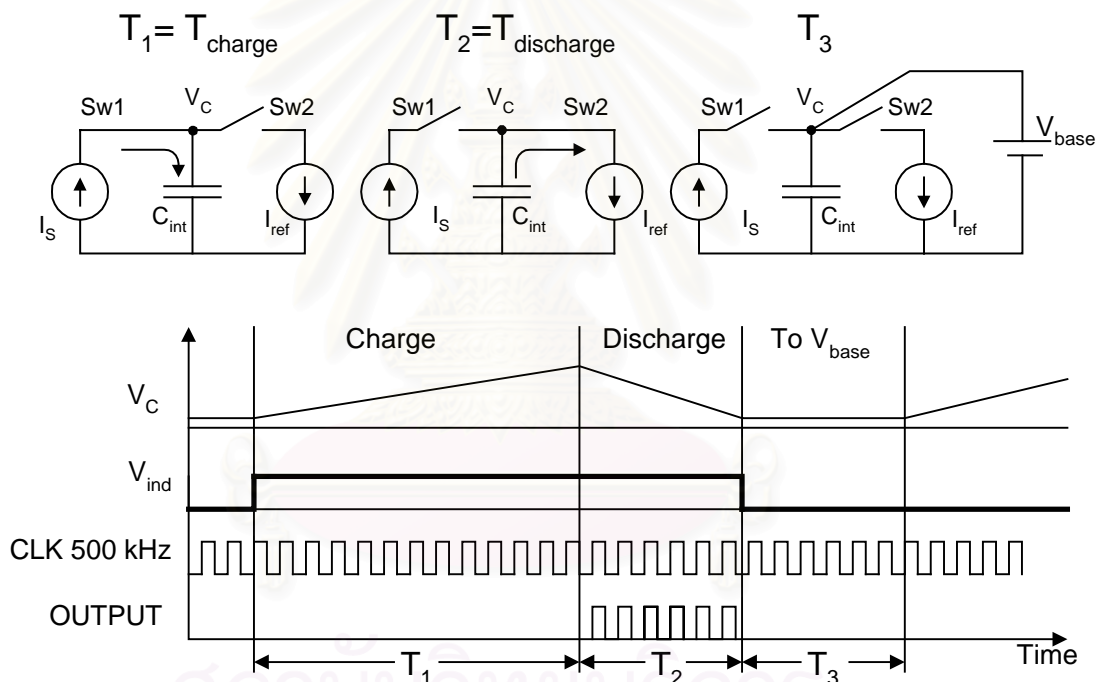 T1= Tcharge
T2=Tdischarge
T3
Sw1 VC Sw2
IS Cint Iref
Sw1 VC Sw2
IS Cint Iref
Sw1 VC Sw2 Vbase
IS Cint Iref
Charge Discharge To Vbase
VC
Vind
CLK 500 kHz
OUTPUT
Time
T1 T2 T3